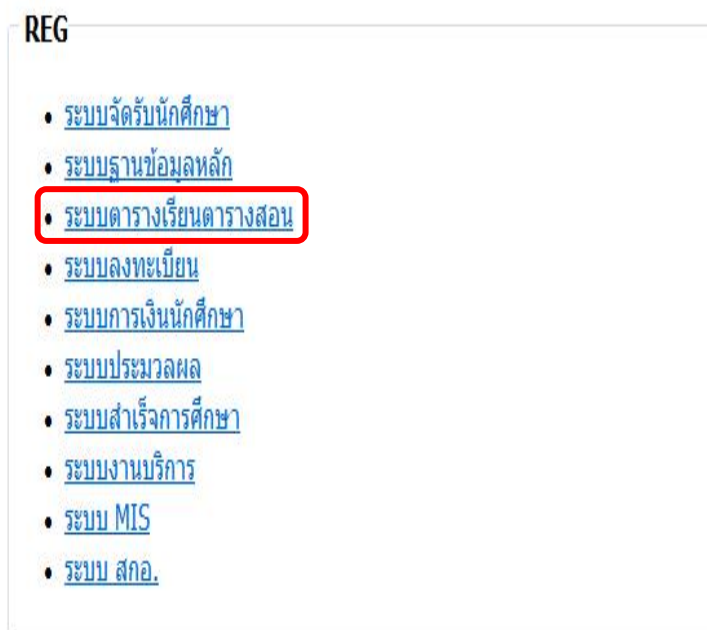 REG
ระบบจัดรับนักศึกษา
ระบบฐานข้อมูลหลัก
ระบบตารางเรียนตารางสอน
ระบบลงทะเบียน
ระบบการเงินนักศึกษา
ระบบประมวลผล
ระบบสำเร็จการศึกษา
ระบบงานบริการ
ระบบ MIS
ระบบ สกอ.